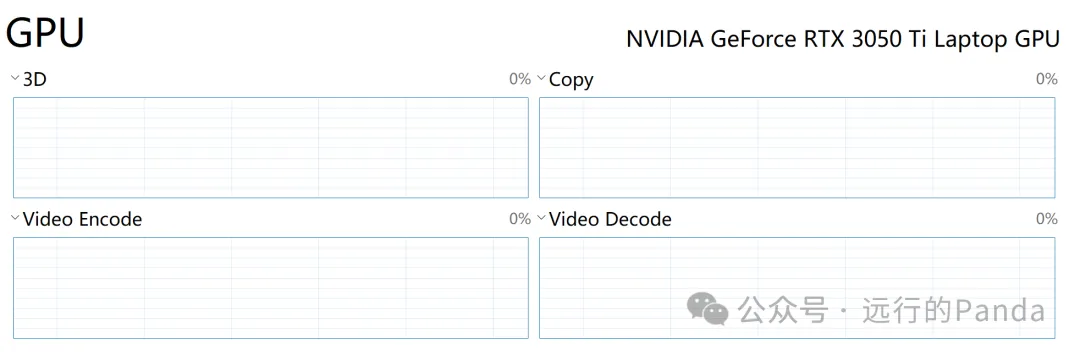 GPU
NVIDIA GeForce RTX 3050 Ti Laptop GPU
3D 0%
Copy 0%
Video Encode 0%
Video Decode 0%
公众号 · 远行的Panda